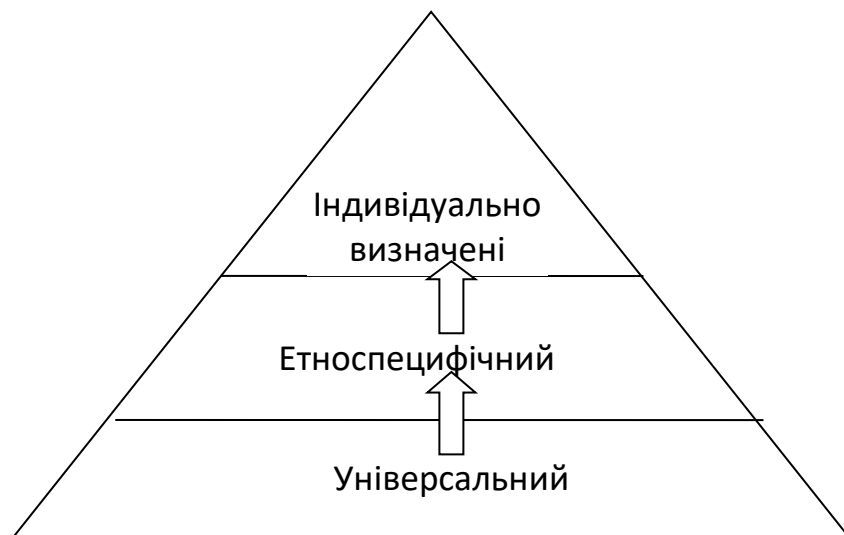 Індивідуально
визначені
Етноспецифічний
Універсальний